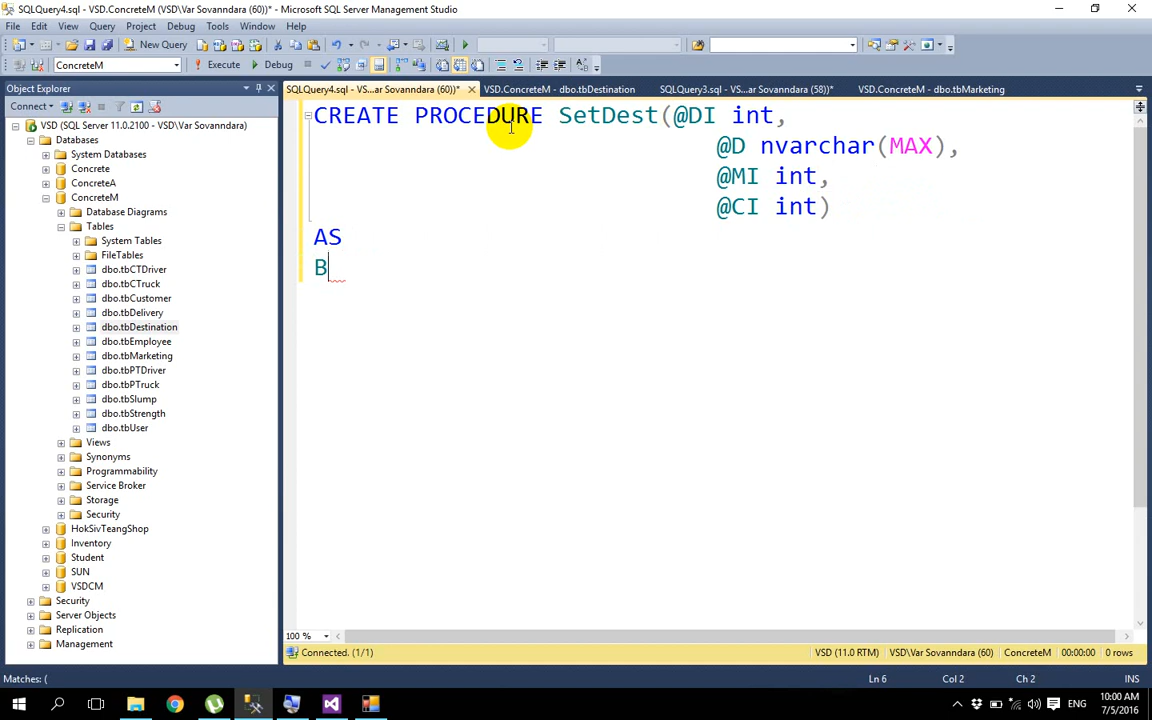 SQLQuery4.sql - VSD.ConcreteM (VSD\Var Sovanndara (60))* - Microsoft SQL Server Management Studio
File Edit View Query Project Debug Tools Window Help
New Query
ConcreteM Execute Debug
Object Explorer
SQLQuery4.sql - VS...ar Sovanndara (60))* VSD.ConcreteM - dbo.tbDestination SQLQuery3.sql - VS...ar Sovanndara (58))* VSD.ConcreteM - dbo.tbMarketing
Connect
VSD (SQL Server 11.0.2100 - VSD\Var Sovanndara)
Databases
System Databases
Concrete
ConcreteA
ConcreteM
Database Diagrams
Tables
System Tables
FileTables
dbo.tbCTDriver
dbo.tbCTruck
dbo.tbCustomer
dbo.tbDelivery
dbo.tbDestination
dbo.tbEmployee
dbo.tbMarketing
dbo.tbPTDriver
dbo.tbPTruck
dbo.tbSlump
dbo.tbStrength
dbo.tbUser
Views
Synonyms
Programmability
Service Broker
Storage
Security
HokSivTeangShop
Inventory
Student
SUN
VSDCM
Security
Server Objects
Replication
Management
CREATE PROCEDURE SetDest(@DI int,
@D nvarchar(MAX),
@MI int,
@CI int)
AS
B
100 %
Connected. (1/1) VSD (11.0 RTM) VSD\Var Sovanndara (60) ConcreteM 00:00:00 0 rows
Matches: ( Ln 6 Col 2 Ch 2 INS
ENG 10:00 AM
7/5/2016